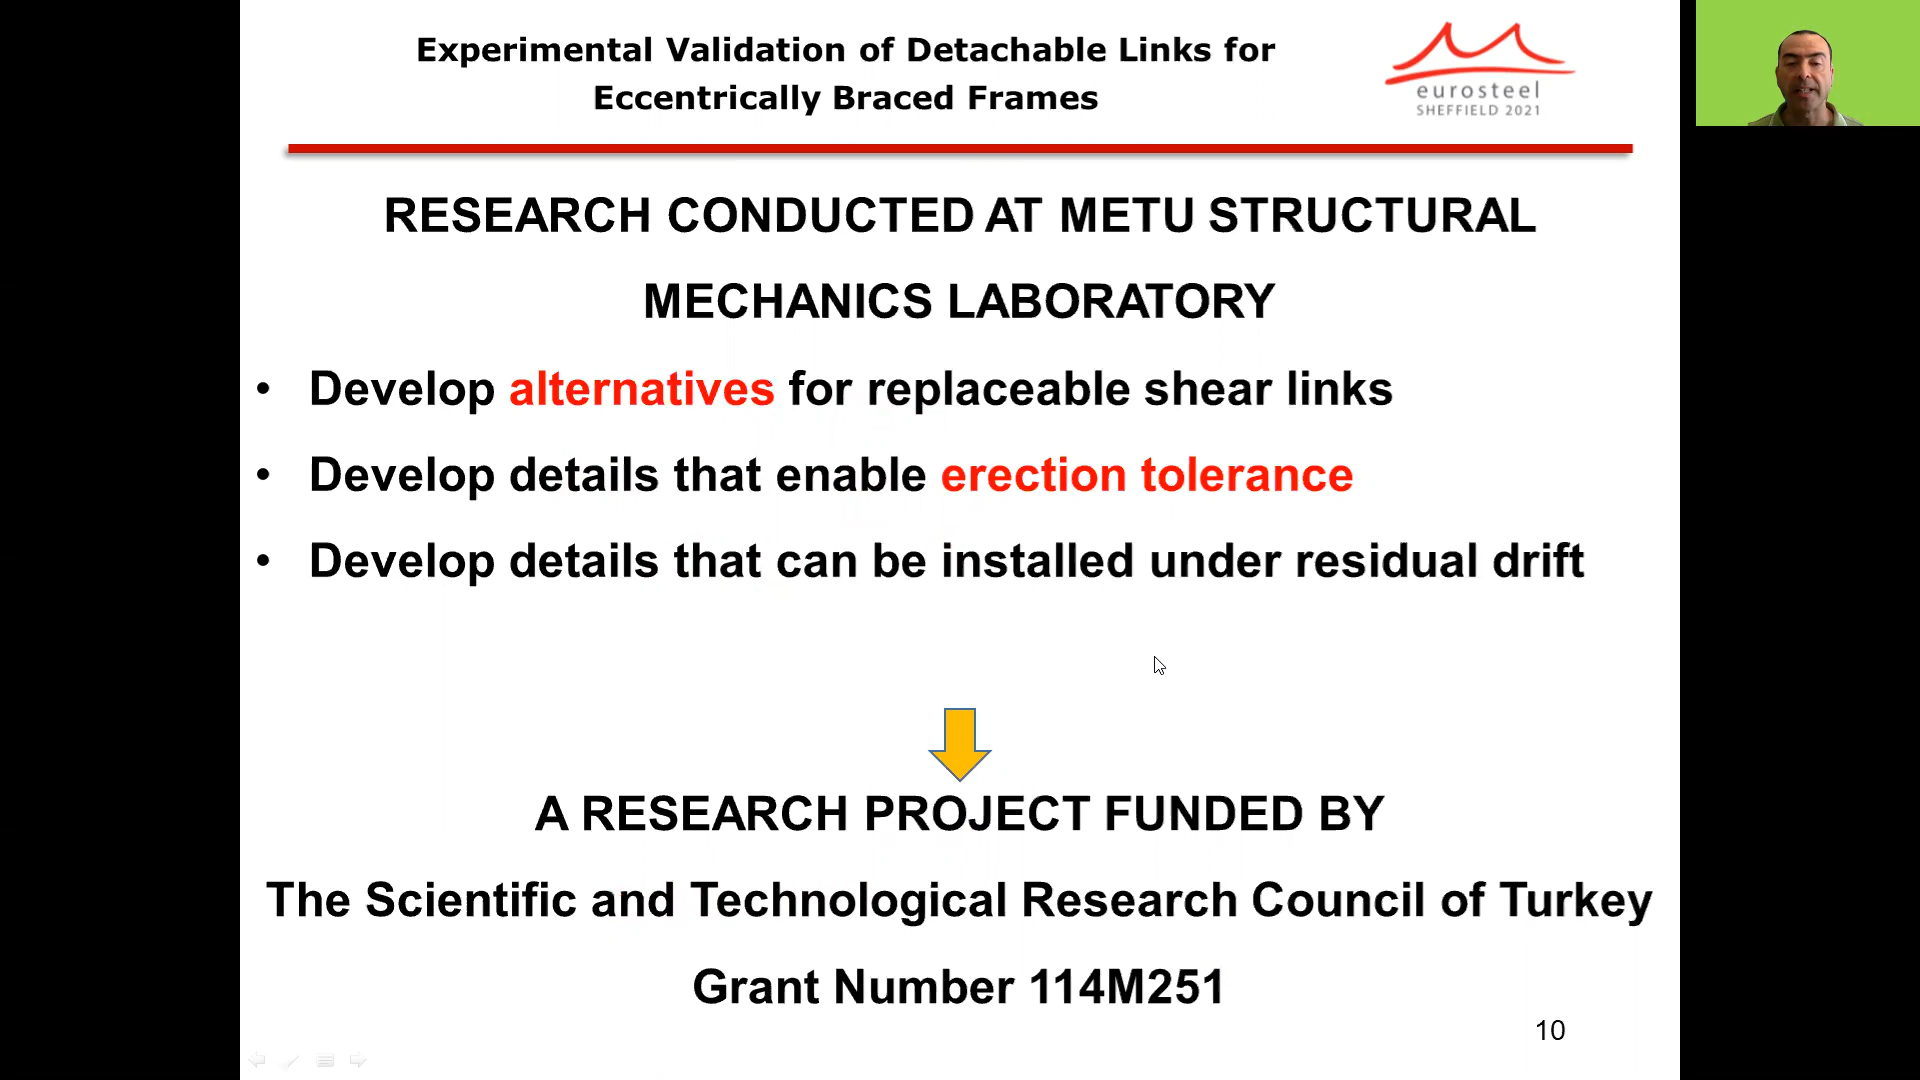 Experimental Validation of Detachable Links for
Eccentrically Braced Frames
eurosteel
SHEFFIELD 2021
RESEARCH CONDUCTED AT METU STRUCTURAL
MECHANICS LABORATORY
• Develop alternatives for replaceable shear links
• Develop details that enable erection tolerance
• Develop details that can be installed under residual drift
A RESEARCH PROJECT FUNDED BY
The Scientific and Technological Research Council of Turkey
Grant Number 114M251
10